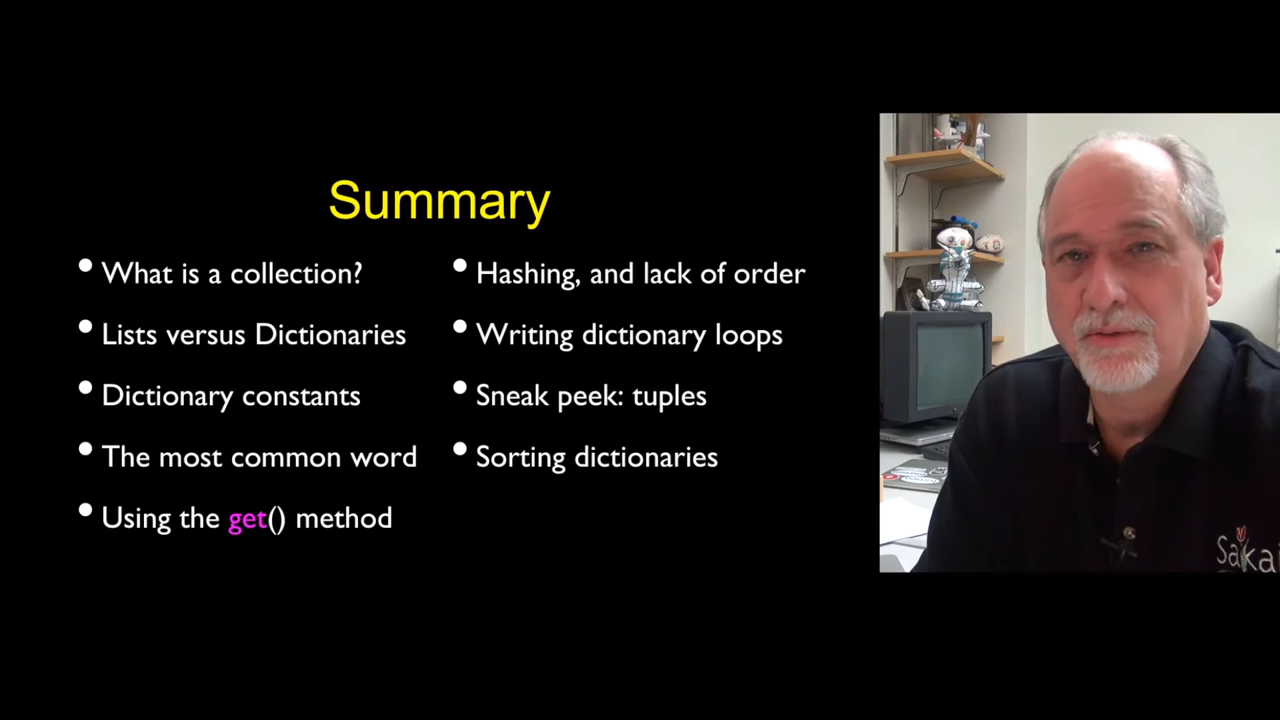 Summary
What is a collection?
Lists versus Dictionaries
Dictionary constants
The most common word
Using the get() method
Hashing, and lack of order
Writing dictionary loops
Sneak peek: tuples
Sorting dictionaries
Sakai